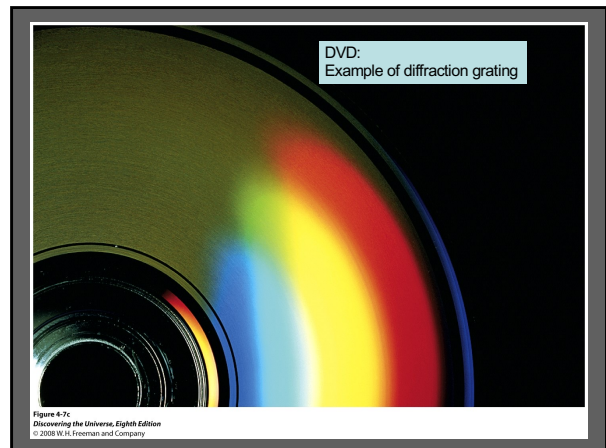 DVD:
Example of diffraction grating
Figure 4-7c
Discovering the Universe, Eighth Edition
© 2008 W. H. Freeman and Company